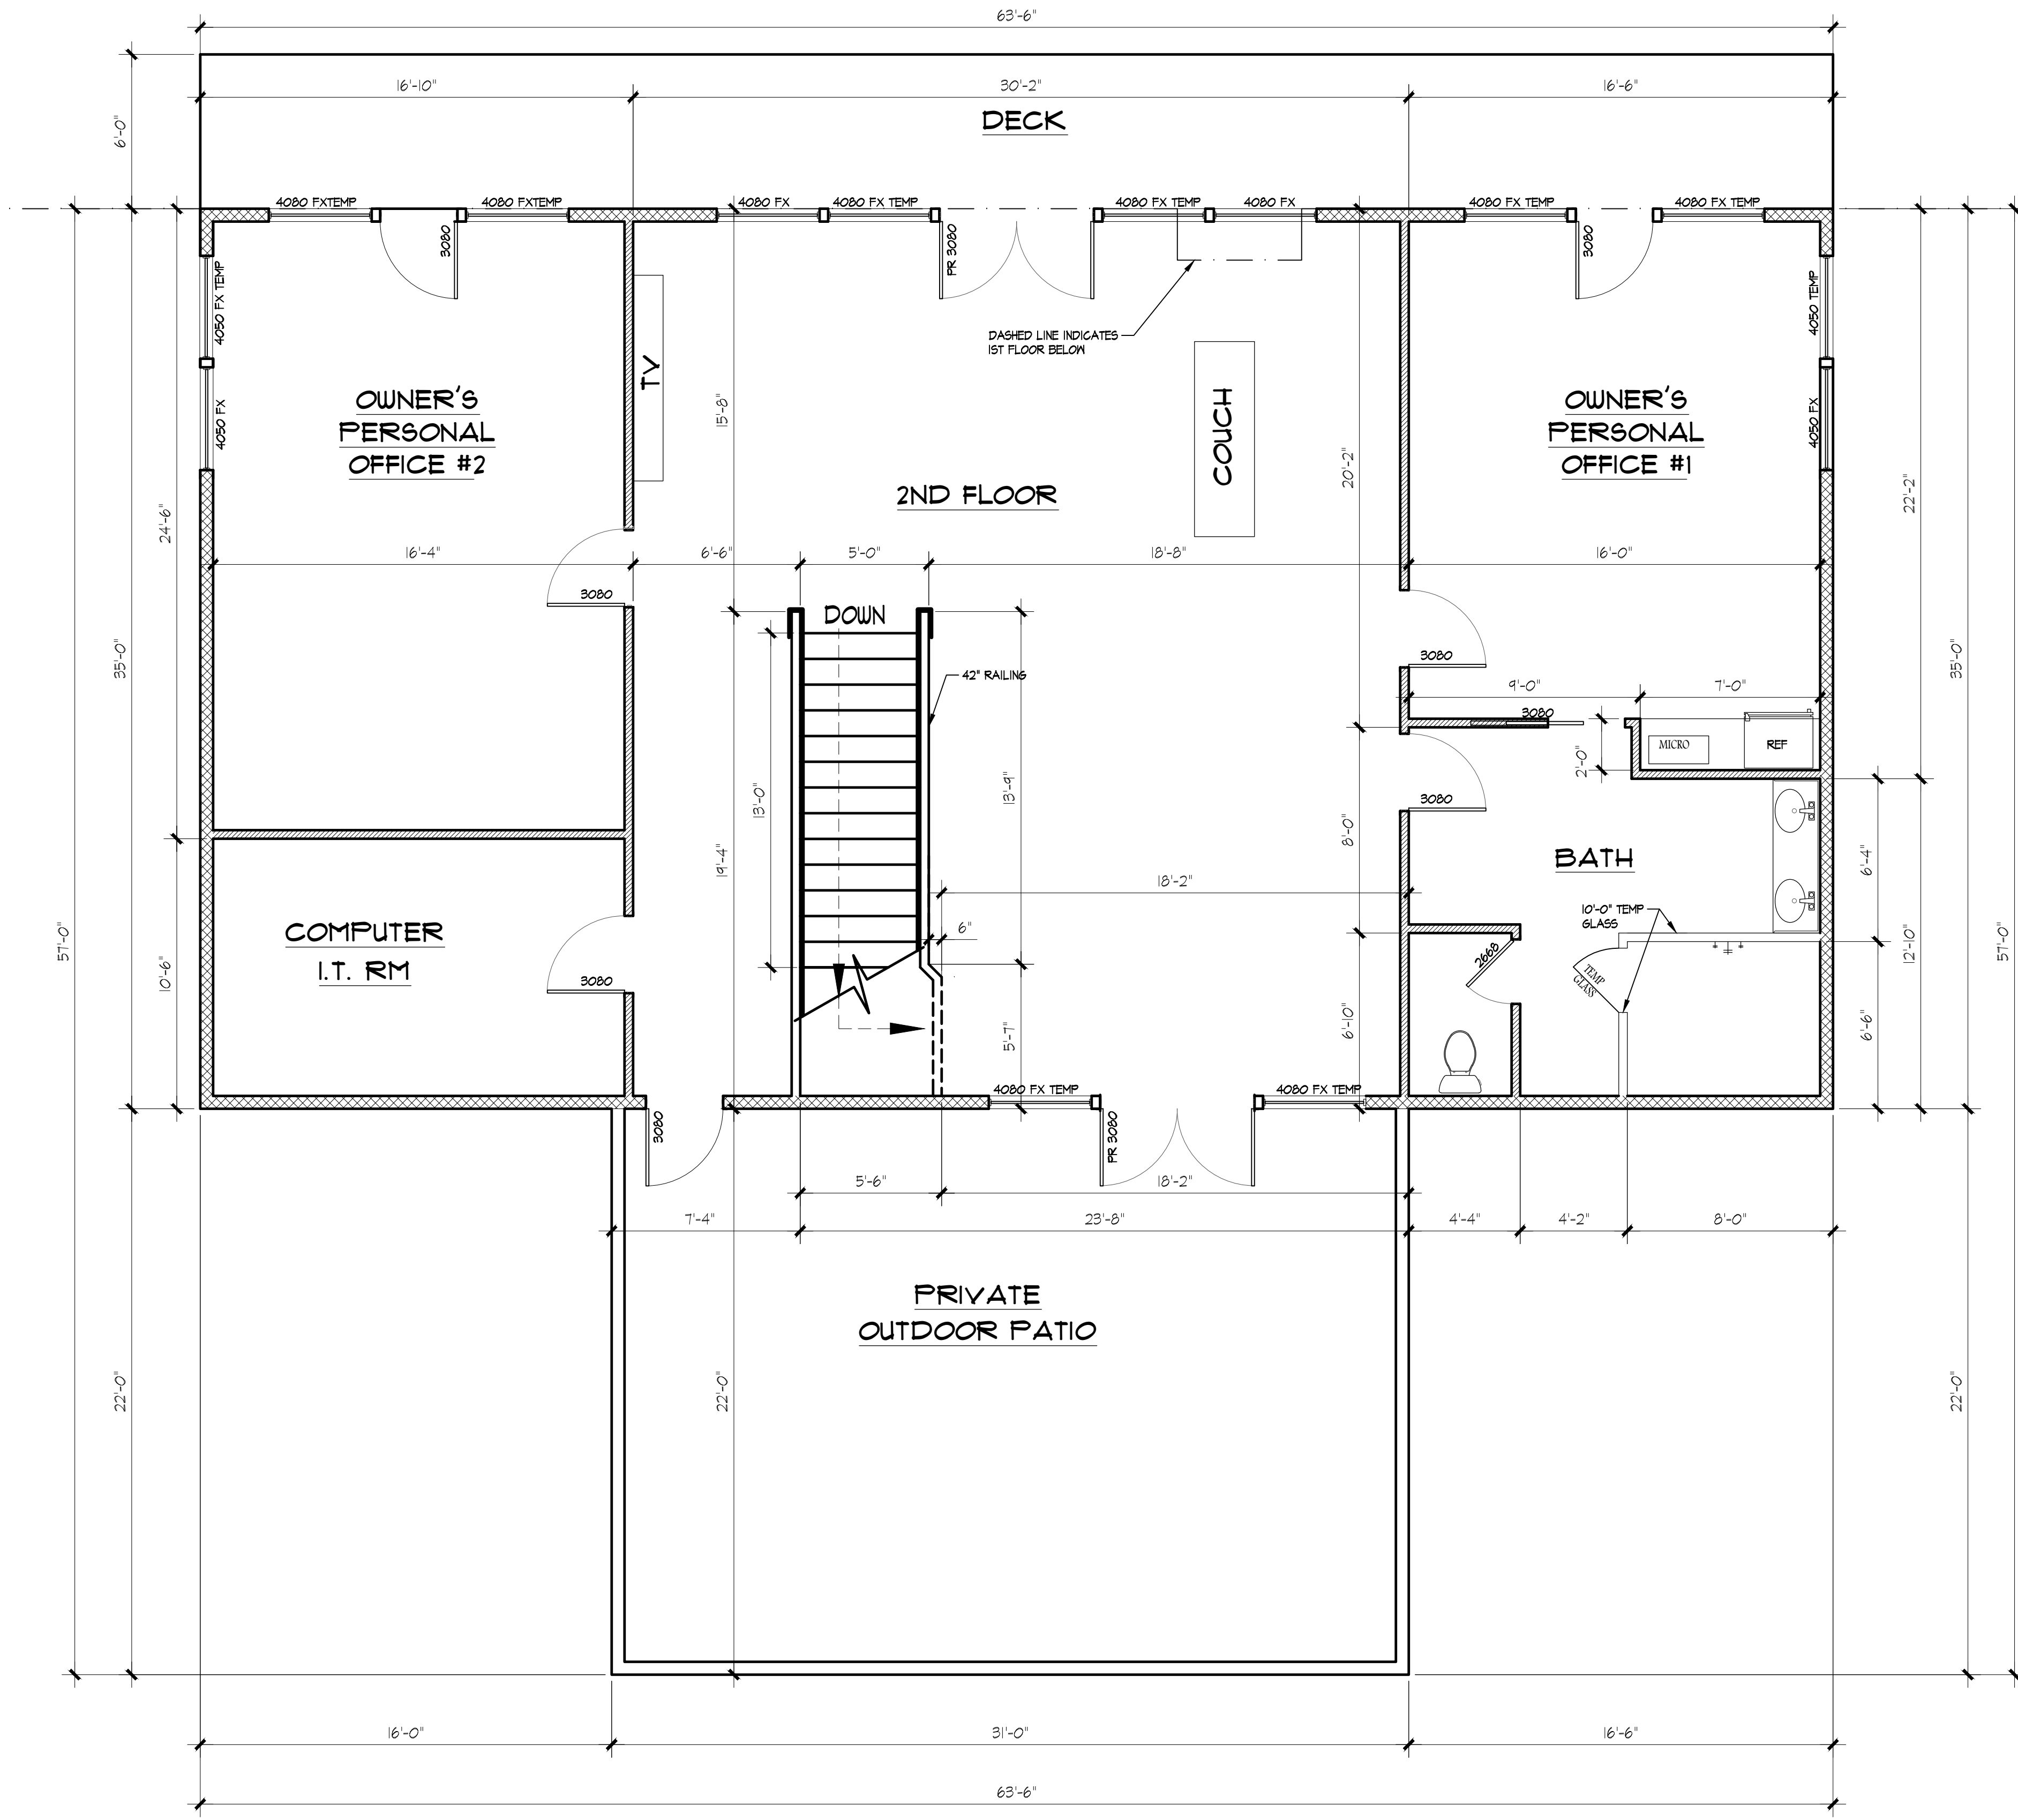 63'-6"
16'-10"
30'-2"
16'-6"
DECK
6'-0"
4080 FXTEMP
4080 FXTEMP
4080 FX
4080 FX TEMP
4080 FX TEMP
4080 FX
4080 FX TEMP
4080 FX TEMP
3080
PR 3080
3080
4050 FX TEMP
4050 FX
4050 TEMP
4050 FX
DASHED LINE INDICATES
1ST FLOOR BELOW
TV
COUCH
OWNER'S
PERSONAL
OFFICE #2
OWNER'S
PERSONAL
OFFICE #1
2ND FLOOR
15'-8"
20'-2"
22'-2"
24'-6"
16'-4"
6'-6"
5'-0"
18'-8"
16'-0"
3080
DOWN
42" RAILING
35'-0"
35'-0"
3080
9'-0"
7'-0"
3080
MICRO
REF
2'-0"
13'-0"
13'-9"
3080
8'-0"
19'-4"
BATH
6'-4"
18'-2"
10'-0" TEMP
GLASS
6"
COMPUTER
I.T. RM
57'-0"
10'-6"
3080
2668
TEMP
GLASS
12'-10"
57'-0"
6'-10"
6'-6"
5'-7"
4080 FX TEMP
4080 FX TEMP
3080
PR 3080
5'-6"
18'-2"
7'-4"
23'-8"
4'-4"
4'-2"
8'-0"
PRIVATE
OUTDOOR PATIO
22'-0"
22'-0"
22'-0"
16'-0"
31'-0"
16'-6"
63'-6"